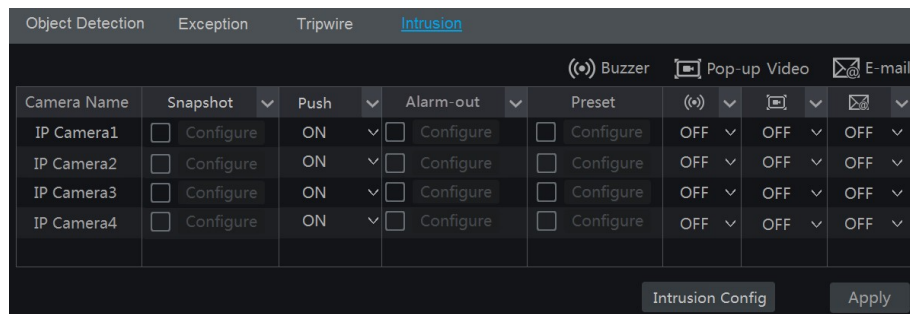 Object Detection Exception Tripwire Intrusion
Buzzer Pop-up Video E-mail
Camera Name Snapshot Push Alarm-out Preset
IP Camera1 Configure ON Configure Configure OFF OFF OFF
IP Camera2 Configure ON Configure Configure OFF OFF OFF
IP Camera3 Configure ON Configure Configure OFF OFF OFF
IP Camera4 Configure ON Configure Configure OFF OFF OFF
Intrusion Config Apply